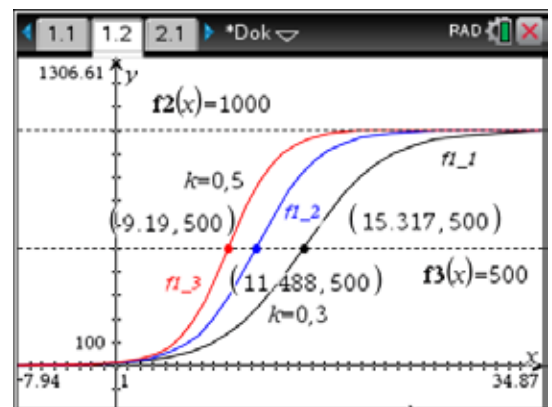 1.1 1.2 2.1 *Dok RAD
1306.61 y
f2(x)=1000
f1_1
k=0,5
(9.19,500) f1_2 (15.317,500)
f1_3 (11.488,500) f3(x)=500
k=0,3
100
x
-7.94 1 34.87